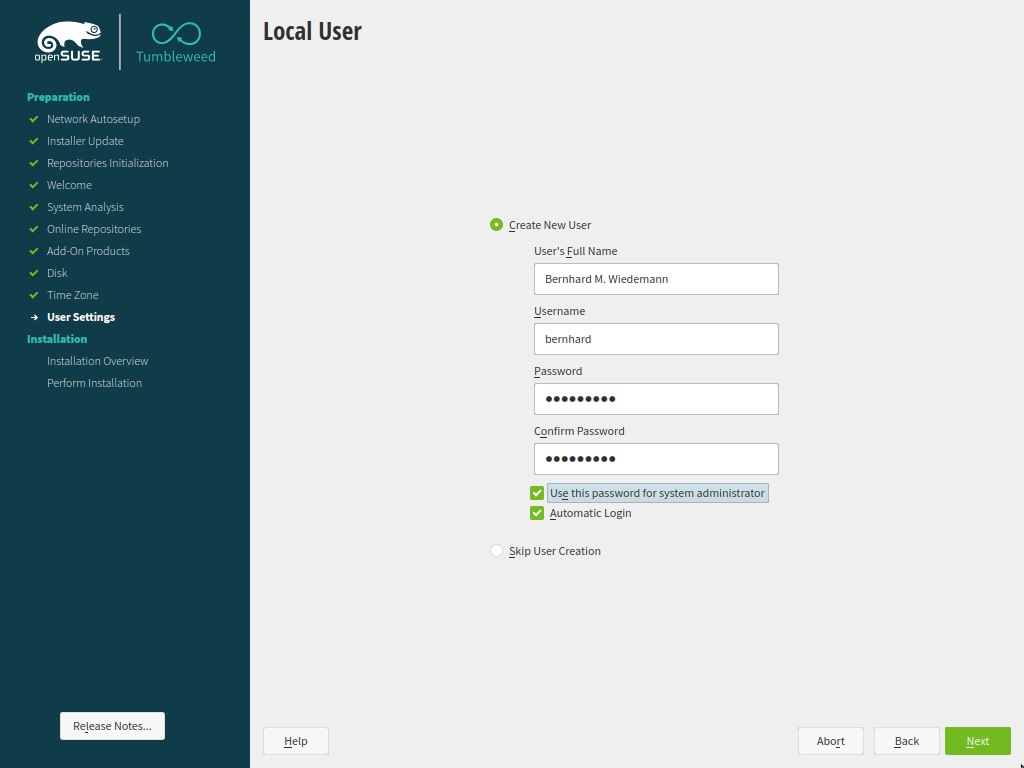 openSUSE
Tumbleweed
Preparation
Network Autosetup
Installer Update
Repositories Initialization
Welcome
System Analysis
Online Repositories
Add-On Products
Disk
Time Zone
User Settings
Installation
Installation Overview
Perform Installation
Release Notes...
Local User
Create New User
User's Full Name
Bernhard M. Wiedemann
Username
bernhard
Password
●●●●●●●●●
Confirm Password
●●●●●●●●●
Use this password for system administrator
Automatic Login
Skip User Creation
Help
Abort
Back
Next